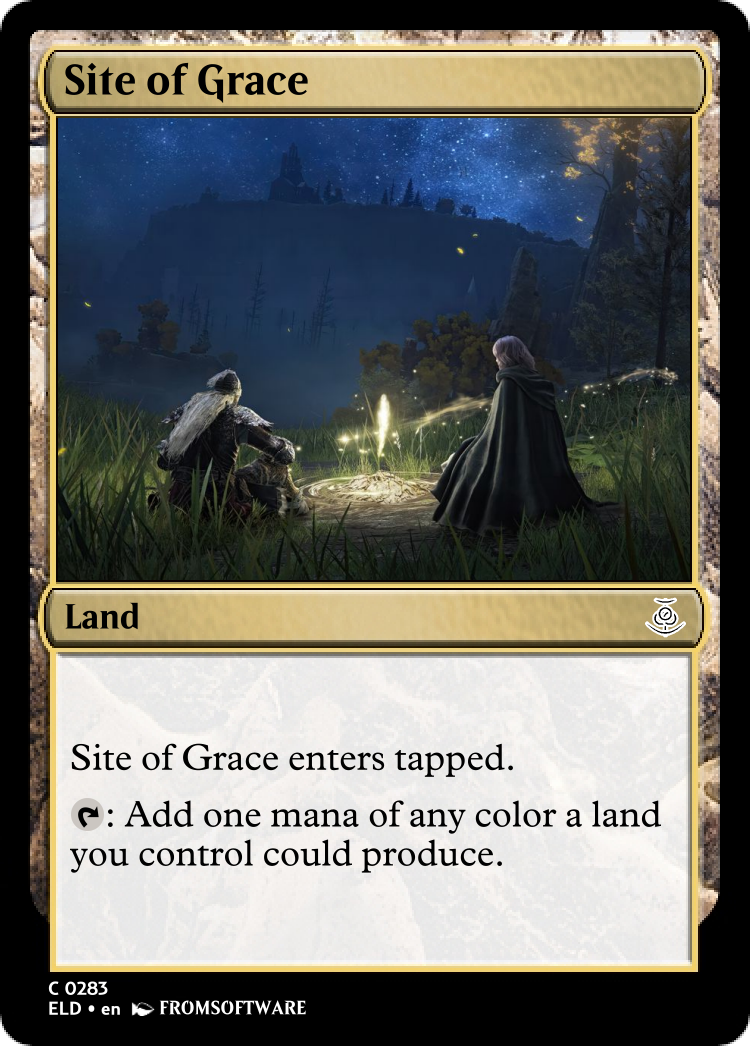 Site of Grace
Land
Site of Grace enters tapped.
: Add one mana of any color a land
you control could produce.
C 0283
ELD • en FROMSOFTWARE